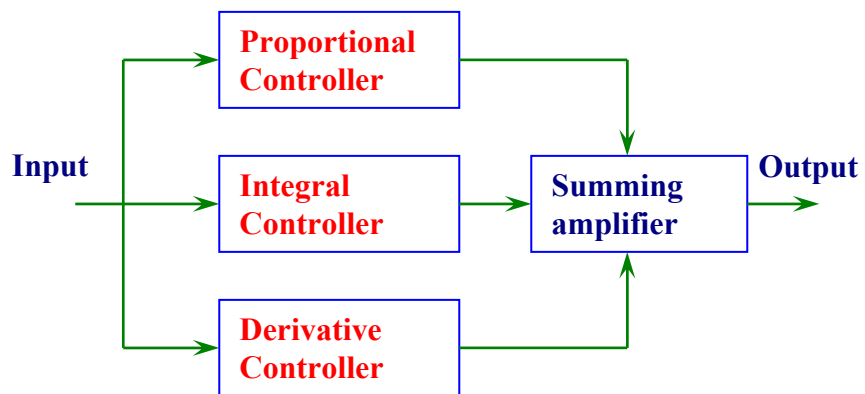 Proportional
Controller
Input
Integral
Controller
Summing
amplifier
Output
Derivative
Controller